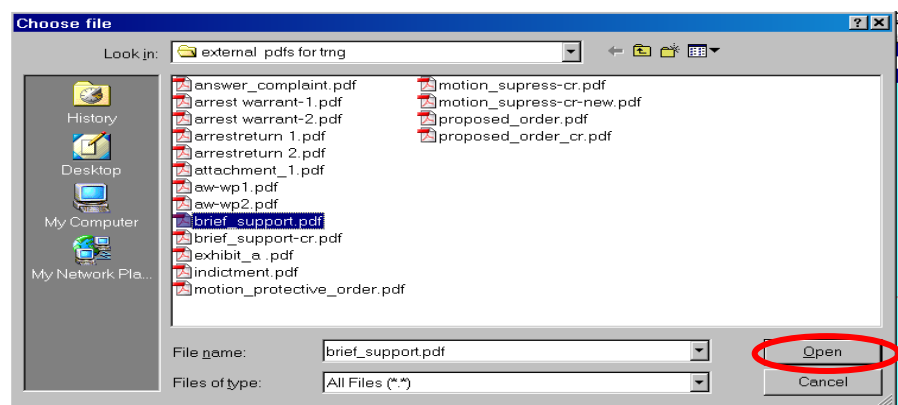 Choose file
Look in: external pdfs for trng
History
Desktop
My Computer
My Network Pla...
answer_complaint.pdf
arrest warrant-1.pdf
arrest warrant-2.pdf
arrestreturn 1.pdf
arrestreturn 2.pdf
attachment_1.pdf
aw-wp1.pdf
aw-wp2.pdf
brief_support.pdf
brief_support-cr.pdf
exhibit_a .pdf
indictment.pdf
motion_protective_order.pdf
motion_supress-cr.pdf
motion_supress-cr-new.pdf
proposed_order.pdf
proposed_order_cr.pdf
File name: brief_support.pdf Open
Files of type: All Files (*.*) Cancel